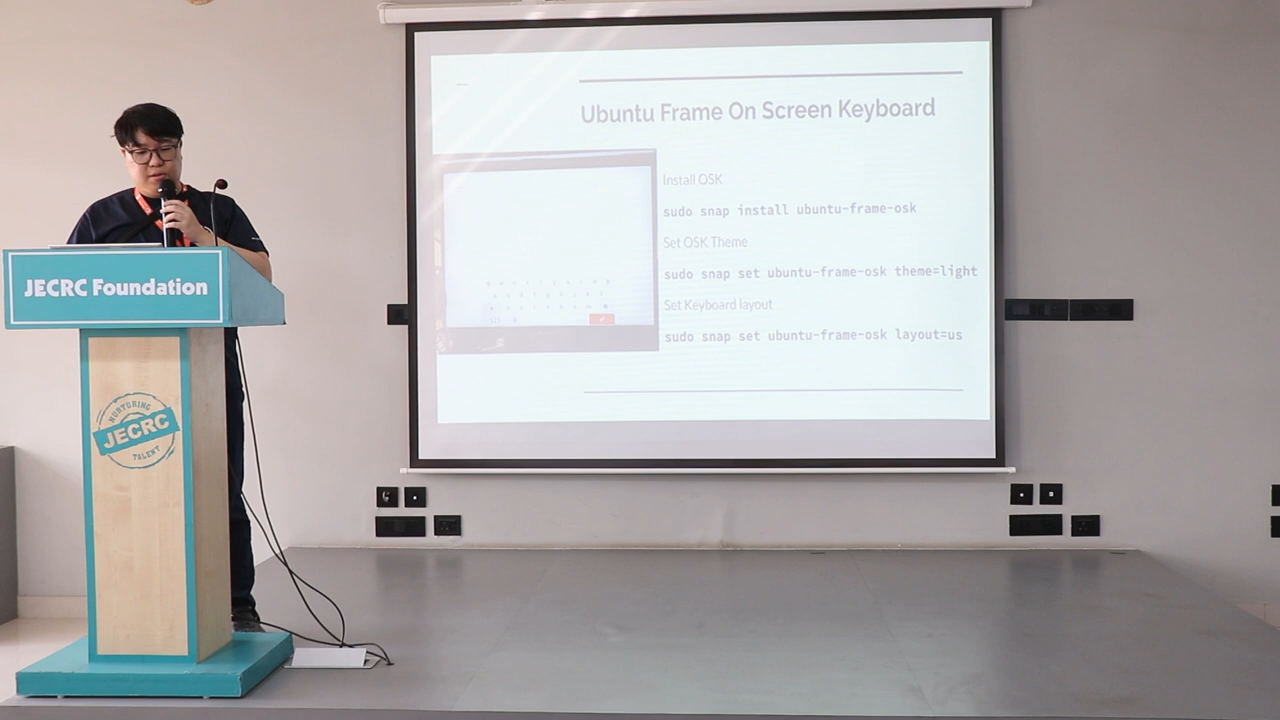 Ubuntu Frame On Screen Keyboard
Install OSK
sudo snap install ubuntu-frame-osk
Set OSK Theme
sudo snap set ubuntu-frame-osk theme=light
Set Keyboard layout
sudo snap set ubuntu-frame-osk layout=us
JECRC Foundation
NURTURING
JECRC
TALENT